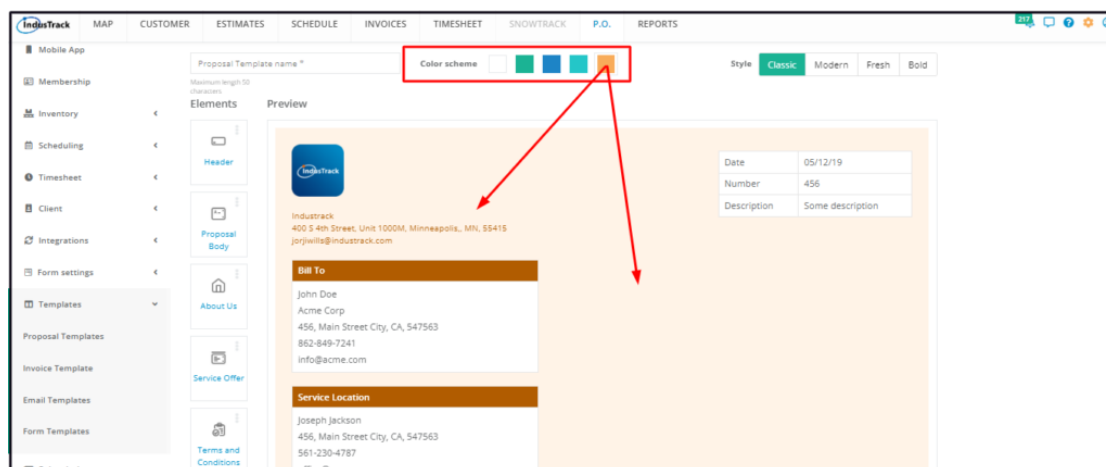 IndusTrack MAP CUSTOMER ESTIMATES SCHEDULE INVOICES TIMESHEET SNOWTRACK P.O. REPORTS 217
Mobile App
Membership
Inventory
Scheduling
Timesheet
Client
Integrations
Form settings
Templates
Proposal Templates
Invoice Template
Email Templates
Form Templates
Proposal Template name *
Maximum length 50
characters
Color scheme
Style Classic Modern Fresh Bold
Elements
Header
Proposal
Body
About Us
Service Offer
Terms and
Conditions
Preview
IndusTrack
Industrack
400 S 4th Street, Unit 1000M, Minneapolis,, MN, 55415
jorjiwills@industrack.com
Date 05/12/19
Number 456
Description Some description
Bill To
John Doe
Acme Corp
456, Main Street City, CA, 547563
862-849-7241
info@acme.com
Service Location
Joseph Jackson
456, Main Street City, CA, 547563
561-230-4787